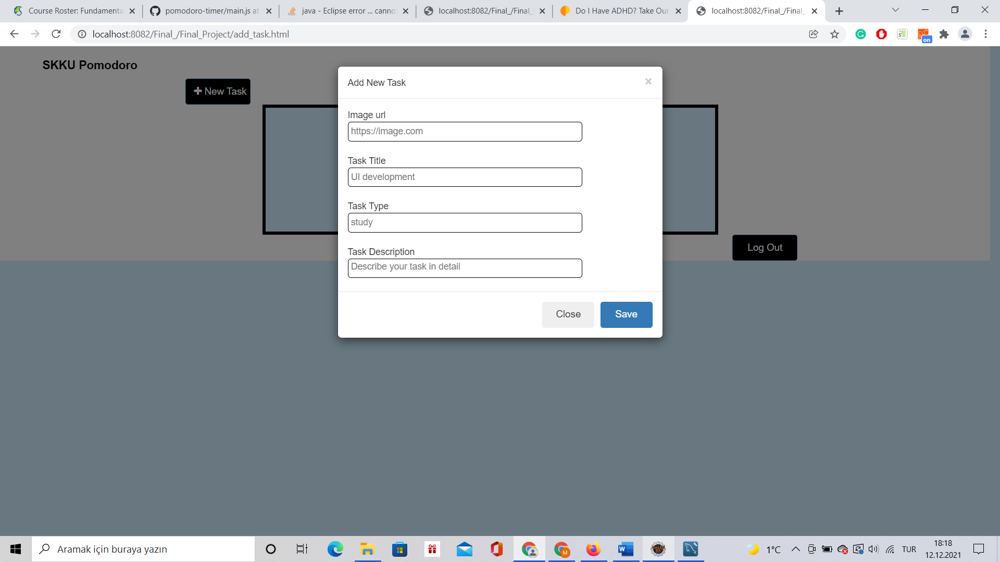 Course Roster: Fundamenta
pomodoro-timer/main.js at
java - Eclipse error ... canno
localhost:8082/Final_/Final_
Do I Have ADHD? Take Our
localhost:8082/Final_/Final_
localhost:8082/Final_/Final_Project/add_task.html
on
SKKU Pomodoro
New Task
Add New Task
×
Image url
https://image.com
Task Title
UI development
Task Type
study
Task Description
Describe your task in detail
Close
Save
Log Out
Aramak için buraya yazın
M
W
1°C
TUR
18:18
12.12.2021